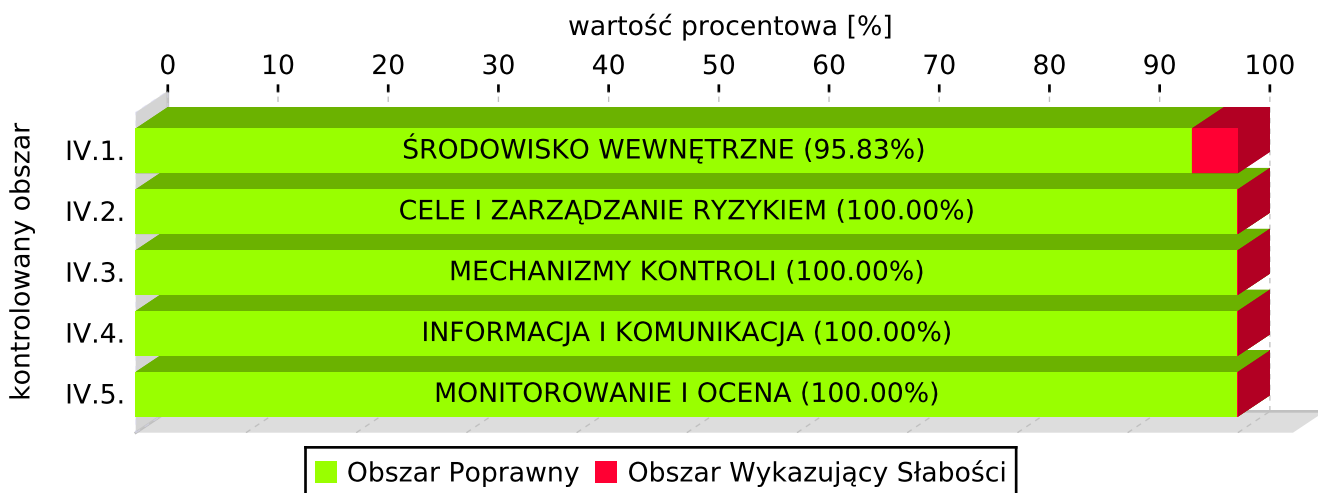 wartość procentowa [%]
0 10 20 30 40 50 60 70 80 90 100
kontrolowany obszar
IV.1. ŚRODOWISKO WEWNĘTRZNE (95.83%)
IV.2. CELE I ZARZĄDZANIE RYZYKIEM (100.00%)
IV.3. MECHANIZMY KONTROLI (100.00%)
IV.4. INFORMACJA I KOMUNIKACJA (100.00%)
IV.5. MONITOROWANIE I OCENA (100.00%)
Obszar Poprawny Obszar Wykazujący Słabości